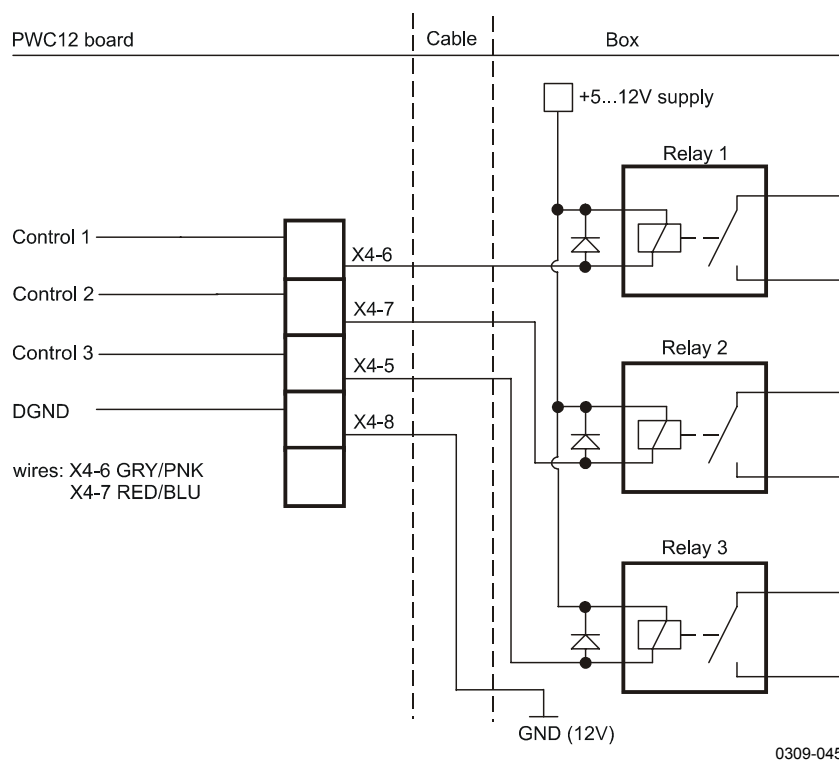 PWC12 board
Cable
Box
+5...12V supply
Relay 1
Control 1
X4-6
Control 2
X4-7
Control 3
X4-5
Relay 2
DGND
X4-8
wires: X4-6 GRY/PNK
X4-7 RED/BLU
Relay 3
GND (12V)
0309-045